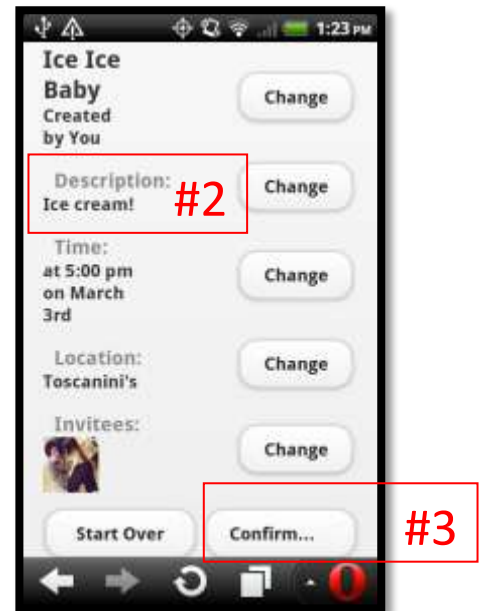 1:23 PM
Ice Ice
Baby
Created
by You
Change
Description:
Ice cream!
#2
Change
Time:
at 5:00 pm
on March
3rd
Change
Location:
Toscanini's
Change
Invitees:
Change
Start Over
Confirm...
#3